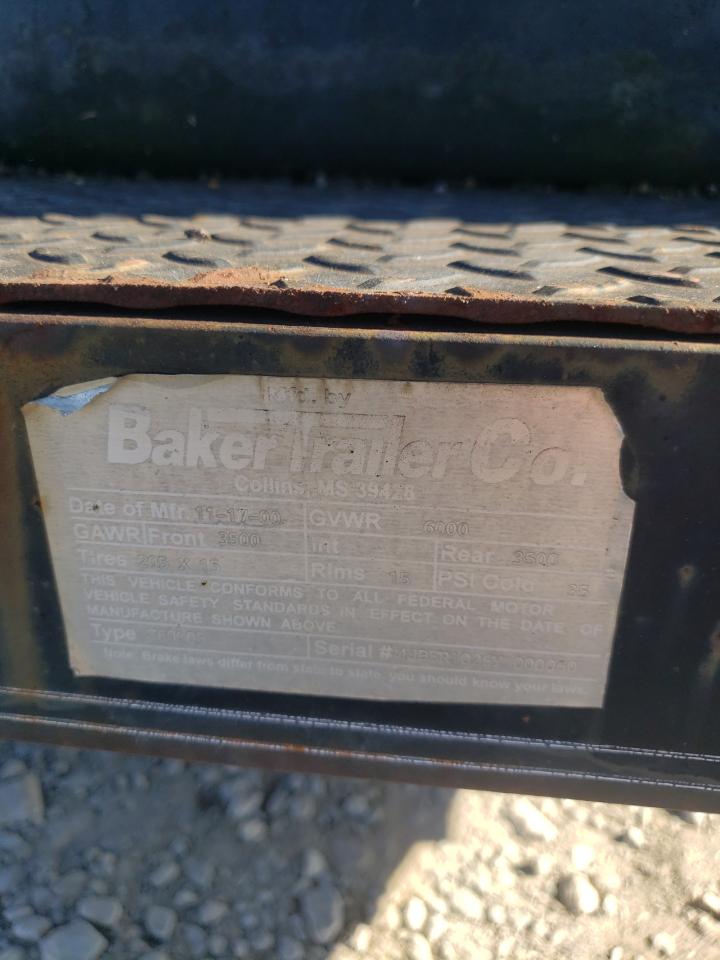 Mfd. by
Baker Trailer Co.
Collins, MS 39428
Date of Mfr. 11-17-00 GVWR 6000
GAWR Front 3500 Int Rear 3500
Tires 205 X 15 Rims 15 PSI Cold 35
THIS VEHICLE CONFORMS TO ALL FEDERAL MOTOR
VEHICLE SAFETY STANDARDS IN EFFECT ON THE DATE OF
MANUFACTURE SHOWN ABOVE
Type Serial #
Note: Brake laws differ from state to state, you should know your laws.